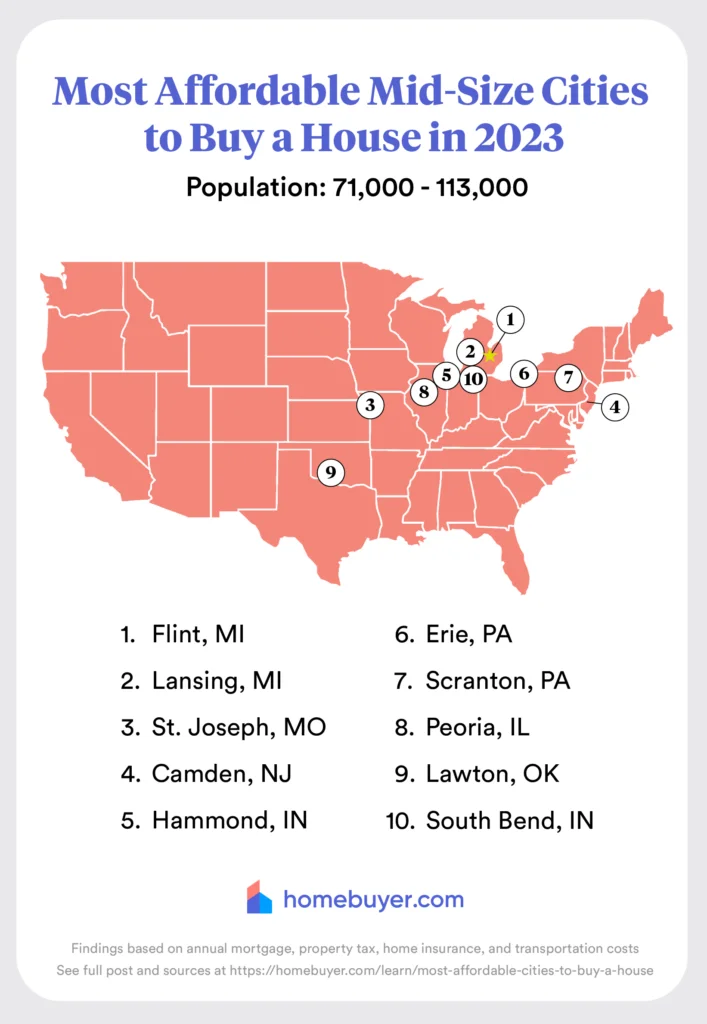 Most Affordable Mid-Size Cities
to Buy a House in 2023
Population: 71,000 - 113,000
1
2
5
10
6
7
8
3
4
9
1. Flint, MI
2. Lansing, MI
3. St. Joseph, MO
4. Camden, NJ
5. Hammond, IN
6. Erie, PA
7. Scranton, PA
8. Peoria, IL
9. Lawton, OK
10. South Bend, IN
homebuyer.com
Findings based on annual mortgage, property tax, home insurance, and transportation costs
See full post and sources at https://homebuyer.com/learn/most-affordable-cities-to-buy-a-house